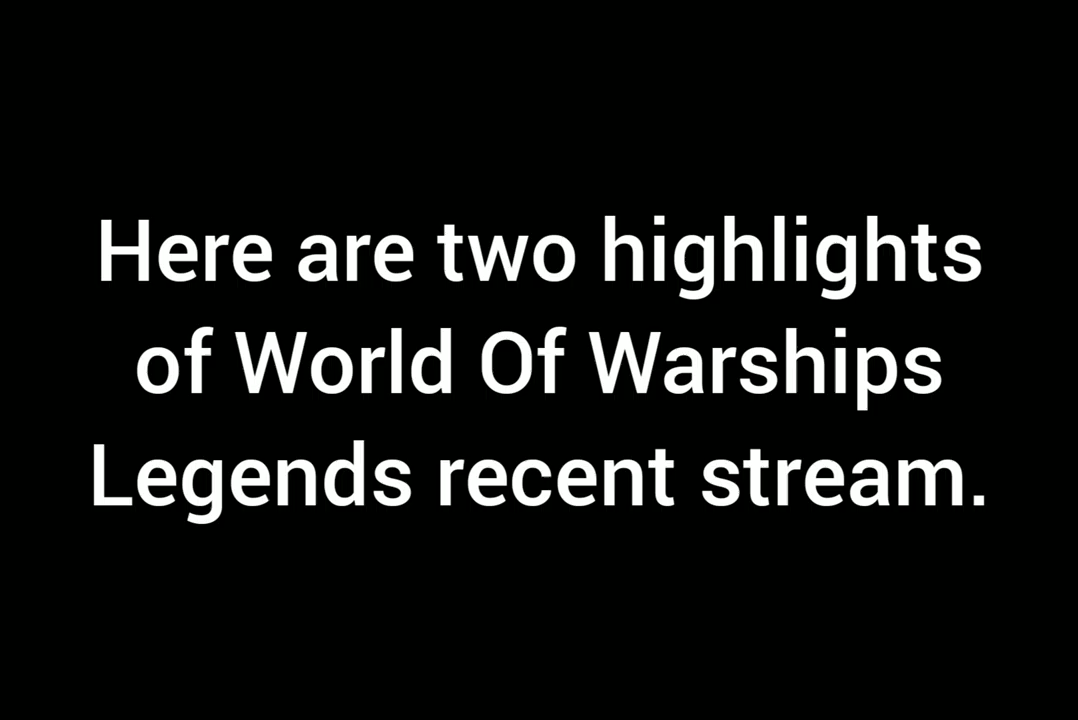 Here are two highlights
of World Of Warships
Legends recent stream.